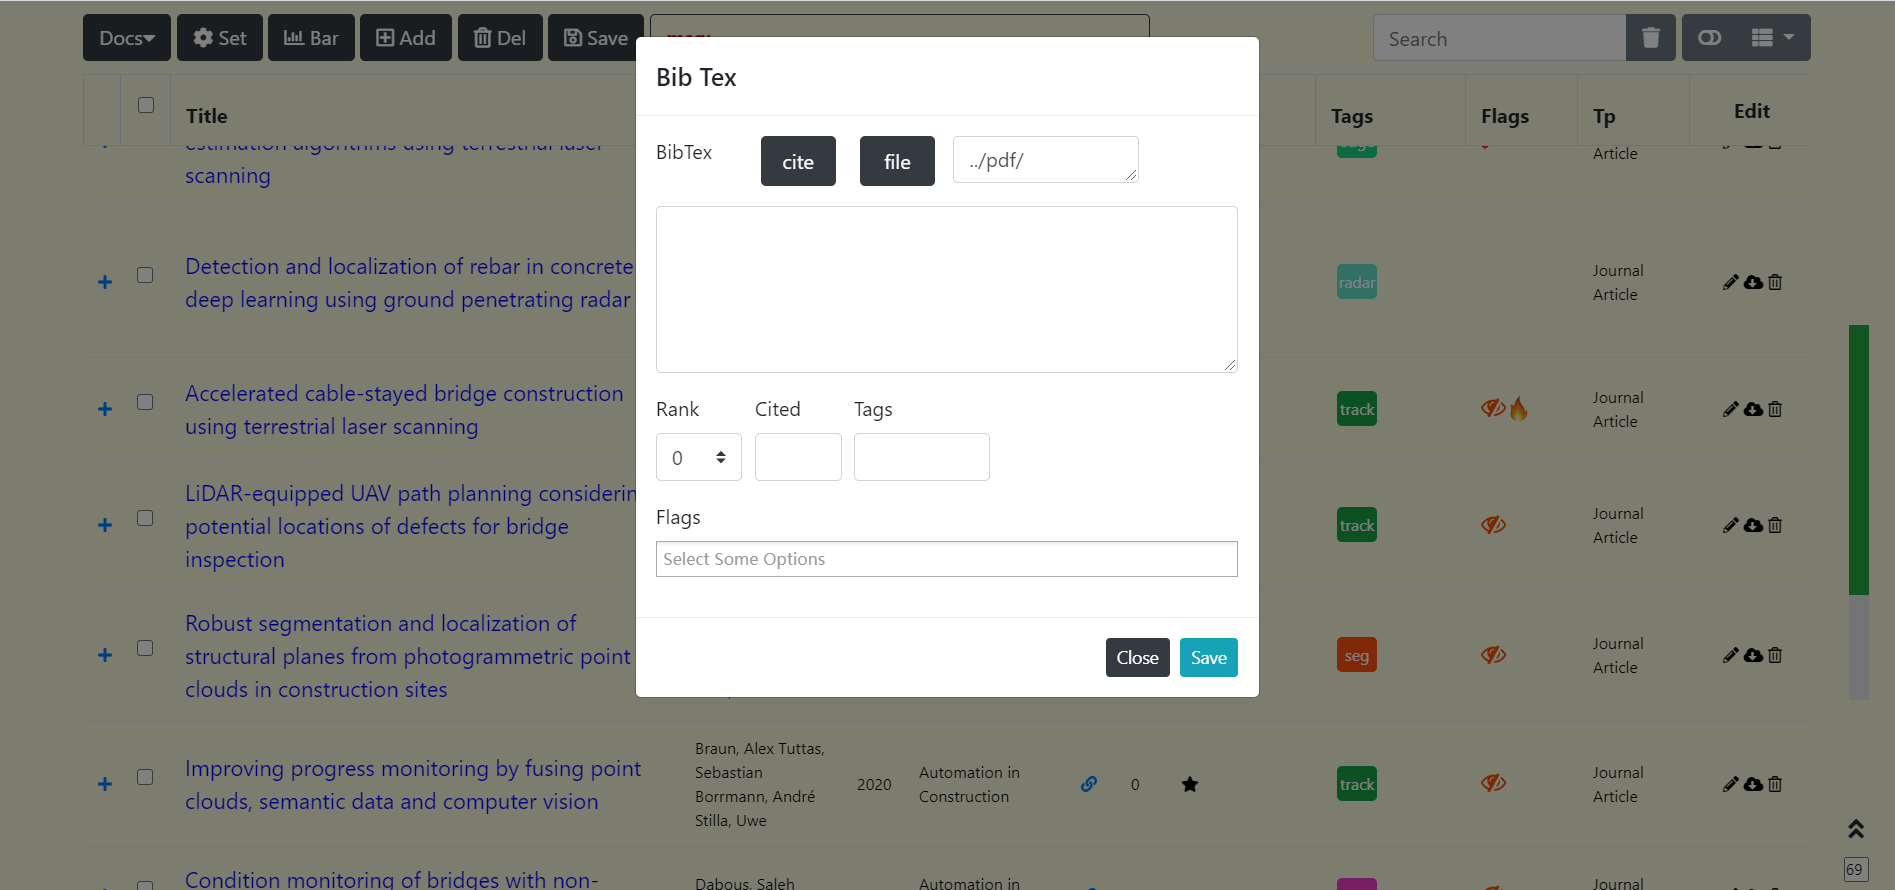 Docs
Set
Bar
Add
Del
Save
Search
Title
Tags
Flags
Tp
Edit
estimation algorithms using terrestrial laser
scanning
Article
Detection and localization of rebar in concrete
deep learning using ground penetrating radar
radar
Journal
Article
Accelerated cable-stayed bridge construction
using terrestrial laser scanning
track
Journal
Article
LiDAR-equipped UAV path planning considerin
potential locations of defects for bridge
inspection
track
Journal
Article
Robust segmentation and localization of
structural planes from photogrammetric point
clouds in construction sites
seg
Journal
Article
Improving progress monitoring by fusing point
clouds, semantic data and computer vision
Braun, Alex Tuttas,
Sebastian
Borrmann, André
Stilla, Uwe
2020
Automation in
Construction
0
track
Journal
Article
Condition monitoring of bridges with non-
Dabous, Saleh
Automation in
Journal
69
Bib Tex
BibTex
cite
file
../pdf/
Rank
Cited
Tags
0
Flags
Select Some Options
Close
Save